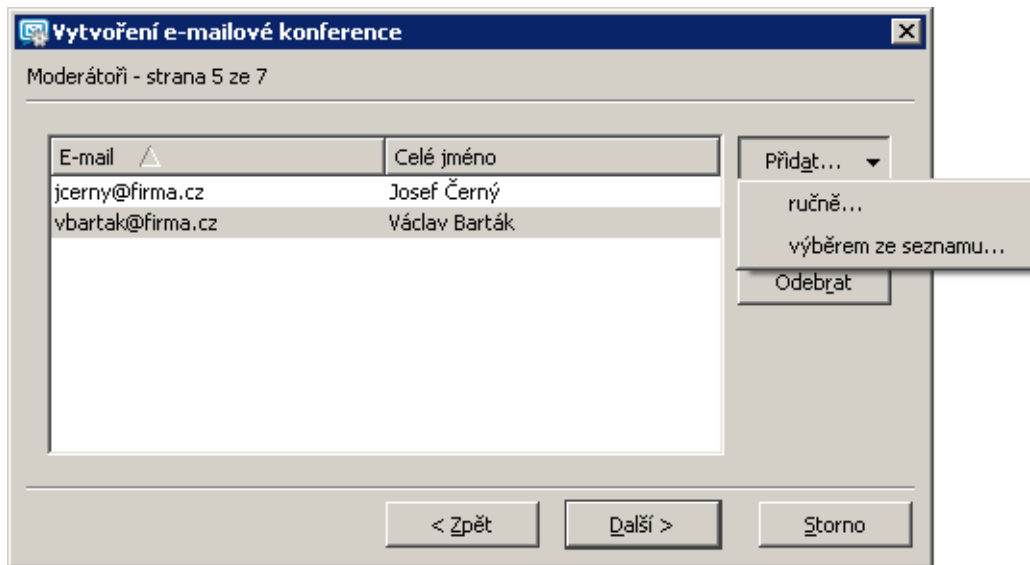 Vytvoření e-mailové konference
Moderátoři - strana 5 ze 7
E-mail Celé jméno
jcerny@firma.cz Josef Černý
vbartak@firma.cz Václav Barták
Přidat...
ručně...
výběrem ze seznamu...
Odebrat
< Zpět Další > Storno